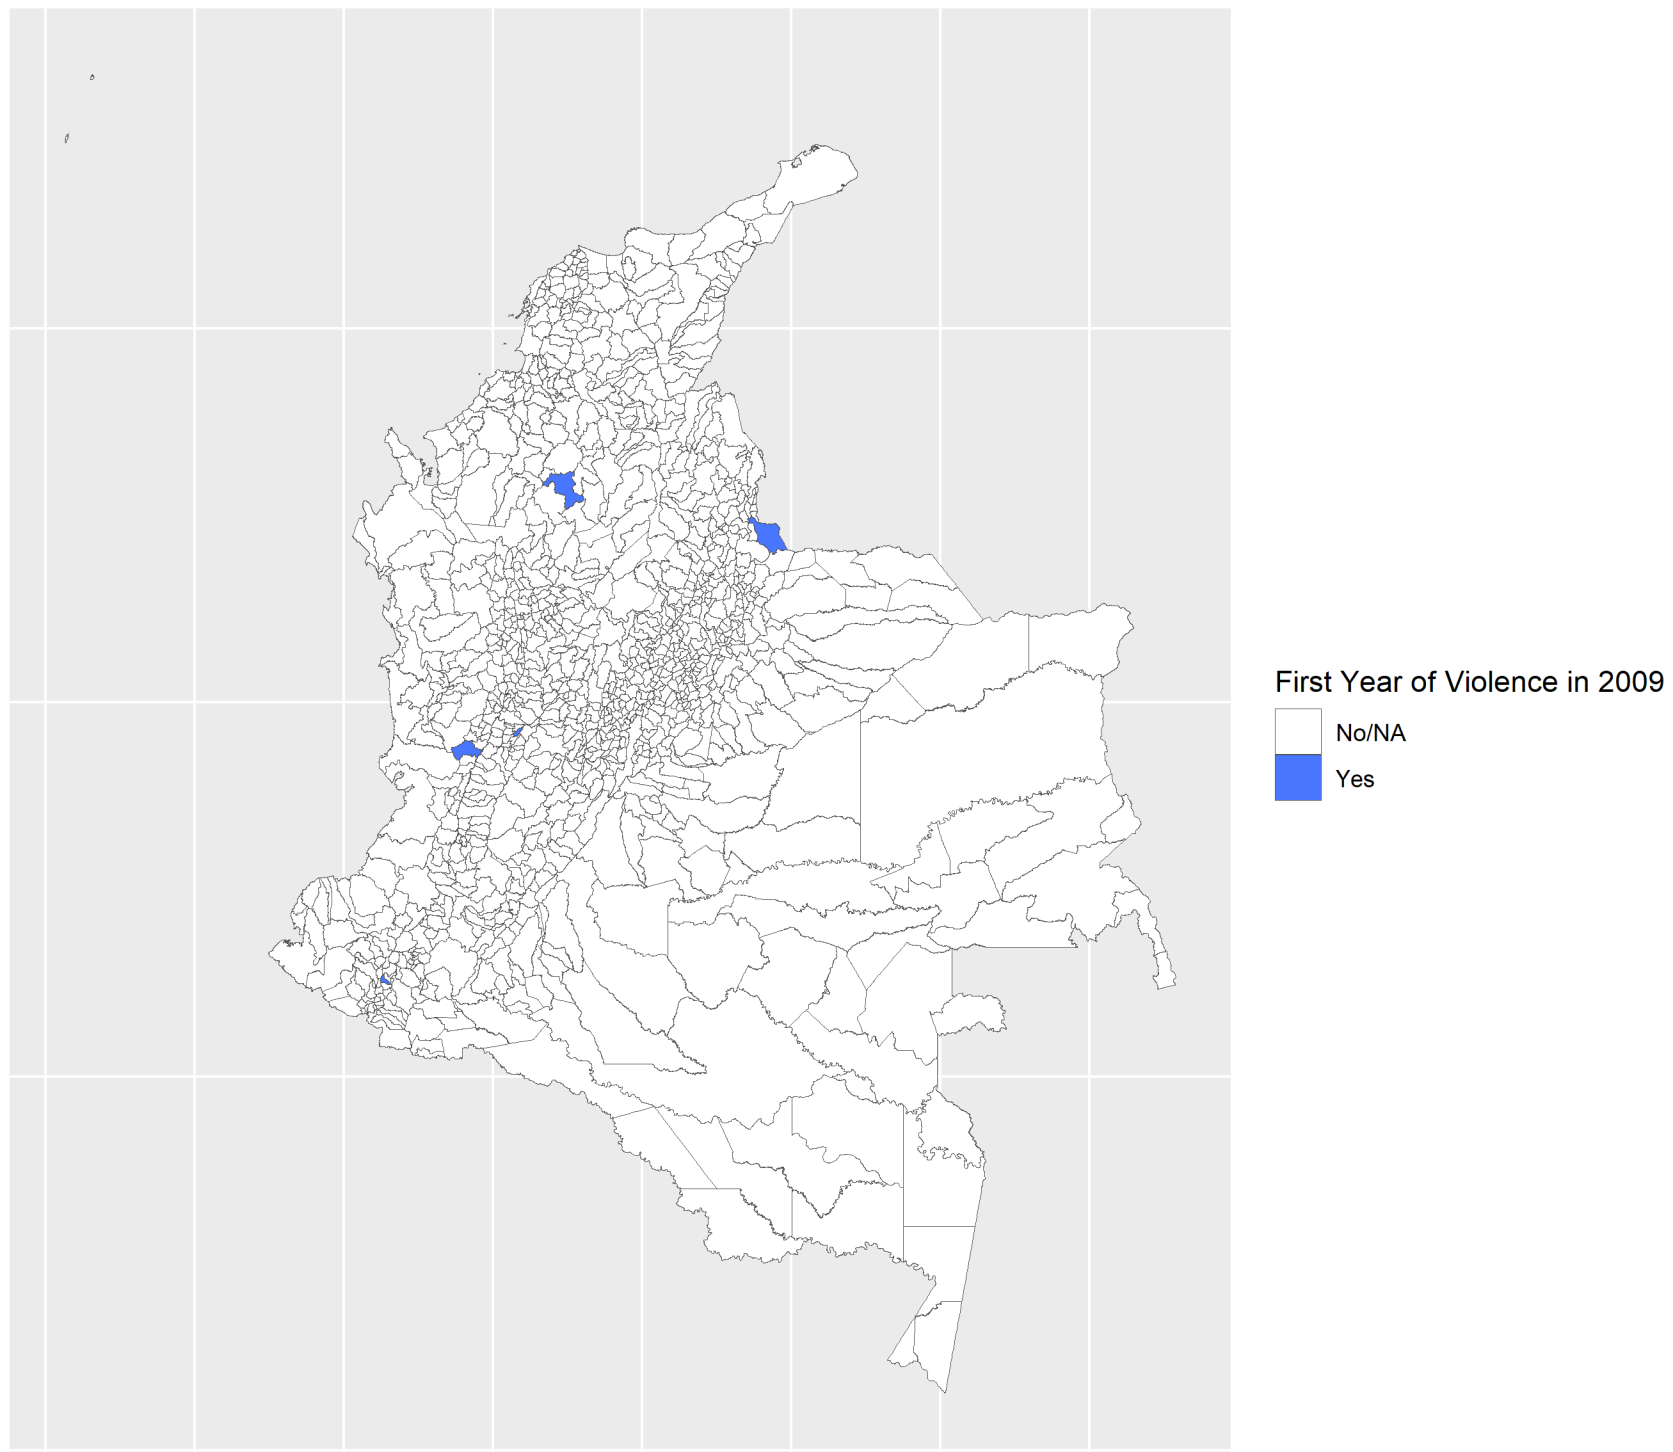 First Year of Violence in 2009
No/NA
Yes